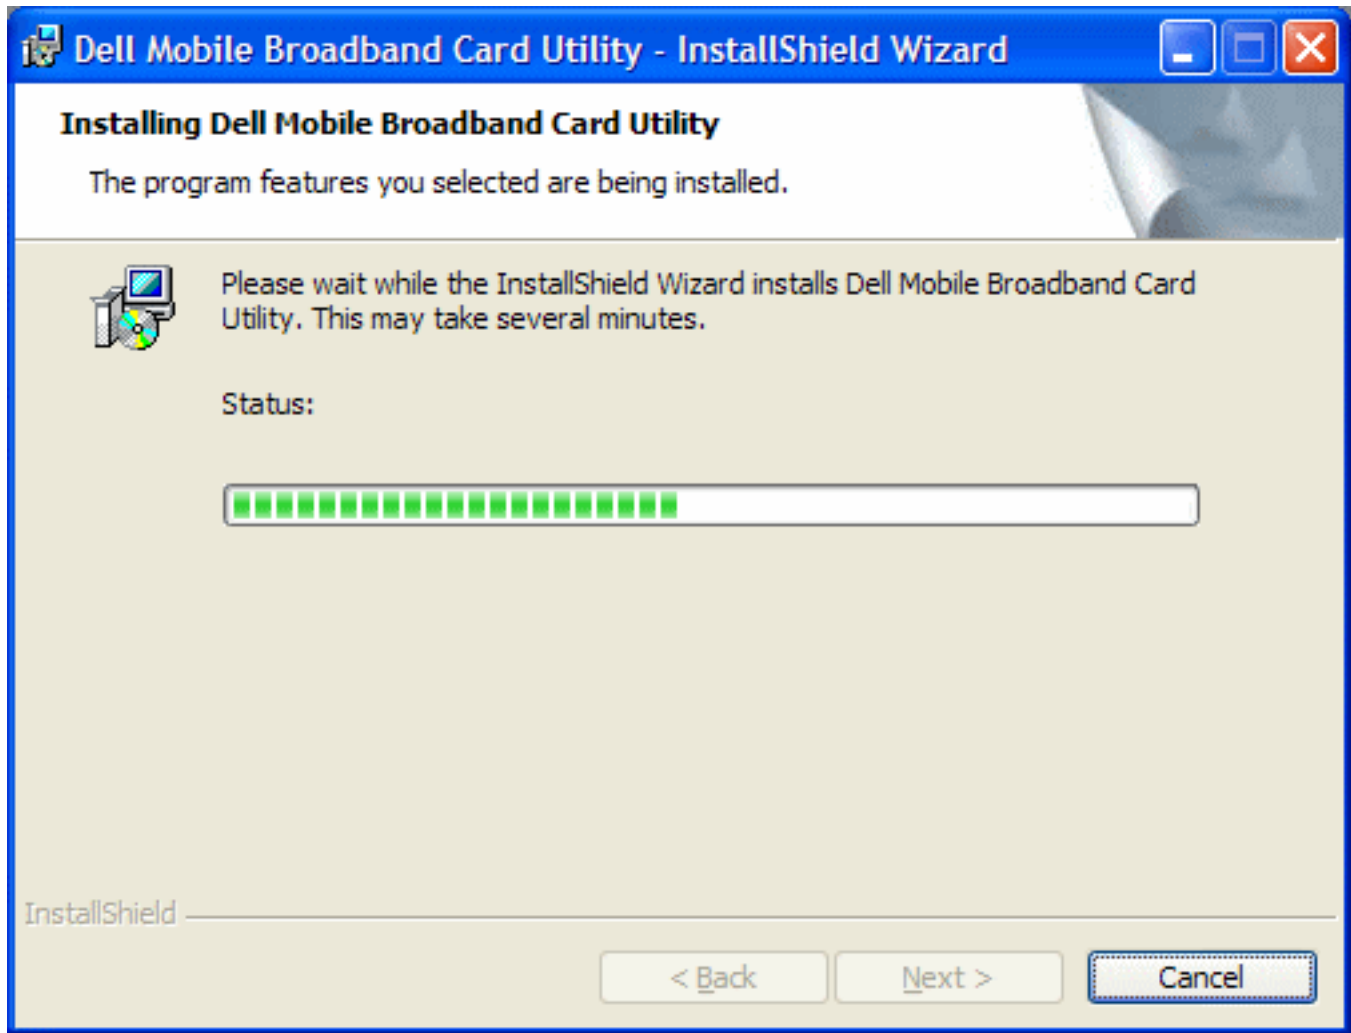 Dell Mobile Broadband Card Utility - InstallShield Wizard
Installing Dell Mobile Broadband Card Utility
The program features you selected are being installed.
Please wait while the InstallShield Wizard installs Dell Mobile Broadband Card
Utility. This may take several minutes.
Status:
InstallShield
< Back
Next >
Cancel